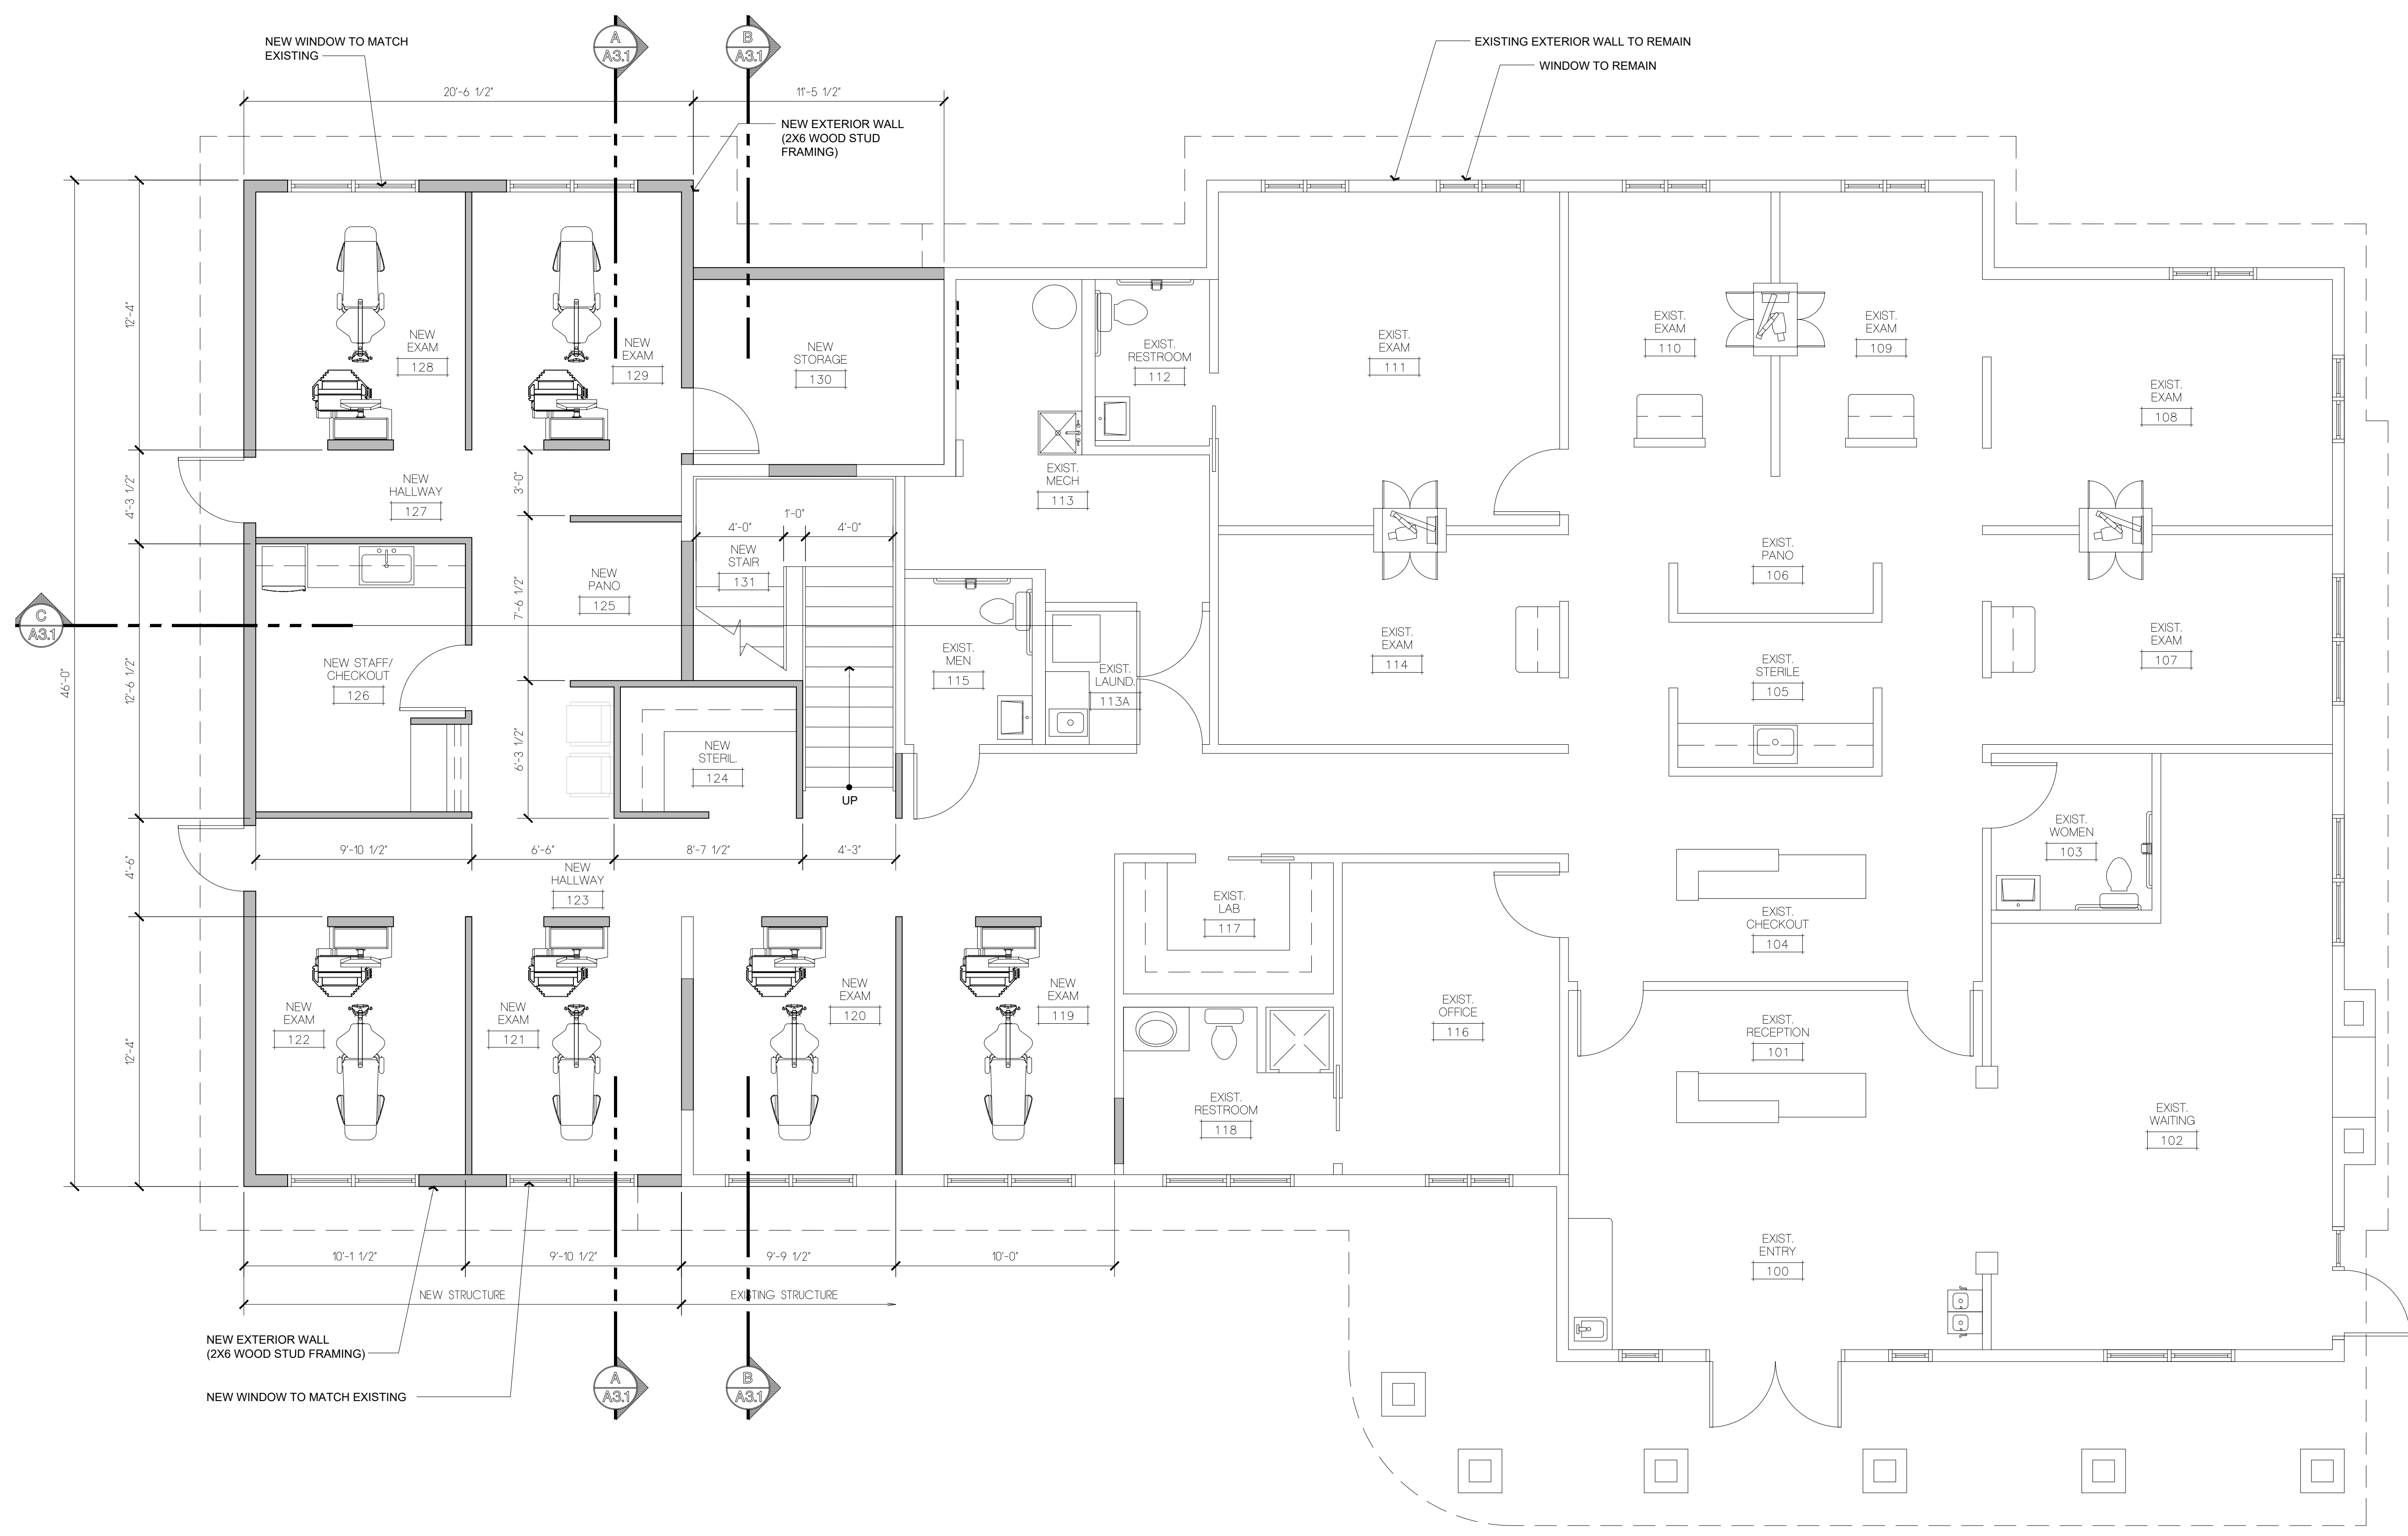 A
A3.1
B
A3.1
NEW WINDOW TO MATCH
EXISTING
EXISTING EXTERIOR WALL TO REMAIN
WINDOW TO REMAIN
20'-6 1/2"
11'-5 1/2"
NEW EXTERIOR WALL
(2X6 WOOD STUD
FRAMING)
12'-4"
4'-3 1/2"
12'-6 1/2"
46'-0"
4'-6"
12'-4"
NEW
EXAM
128
NEW
EXAM
129
NEW
STORAGE
130
EXIST.
RESTROOM
112
EXIST.
EXAM
111
EXIST.
EXAM
110
EXIST.
EXAM
109
EXIST.
EXAM
108
NEW
HALLWAY
127
3'-0"
4'-0"
1'-0"
4'-0"
EXIST.
MECH
113
NEW
STAIR
131
NEW
PANO
125
7'-6 1/2"
EXIST.
PANO
106
C
A3.1
NEW STAFF/
CHECKOUT
126
EXIST.
MEN
115
EXIST.
LAUND.
113A
EXIST.
EXAM
114
EXIST.
STERILE
105
EXIST.
EXAM
107
6'-3 1/2"
NEW
STERIL.
124
UP
9'-10 1/2"
6'-6"
8'-7 1/2"
4'-3"
NEW
HALLWAY
123
EXIST.
WOMEN
103
EXIST.
LAB
117
EXIST.
CHECKOUT
104
NEW
EXAM
122
NEW
EXAM
121
NEW
EXAM
120
NEW
EXAM
119
EXIST.
OFFICE
116
EXIST.
RECEPTION
101
EXIST.
RESTROOM
118
EXIST.
WAITING
102
EXIST.
ENTRY
100
10'-1 1/2"
9'-10 1/2"
9'-9 1/2"
10'-0"
NEW STRUCTURE
EXISTING STRUCTURE
NEW EXTERIOR WALL
(2X6 WOOD STUD FRAMING)
NEW WINDOW TO MATCH EXISTING
A
A3.1
B
A3.1